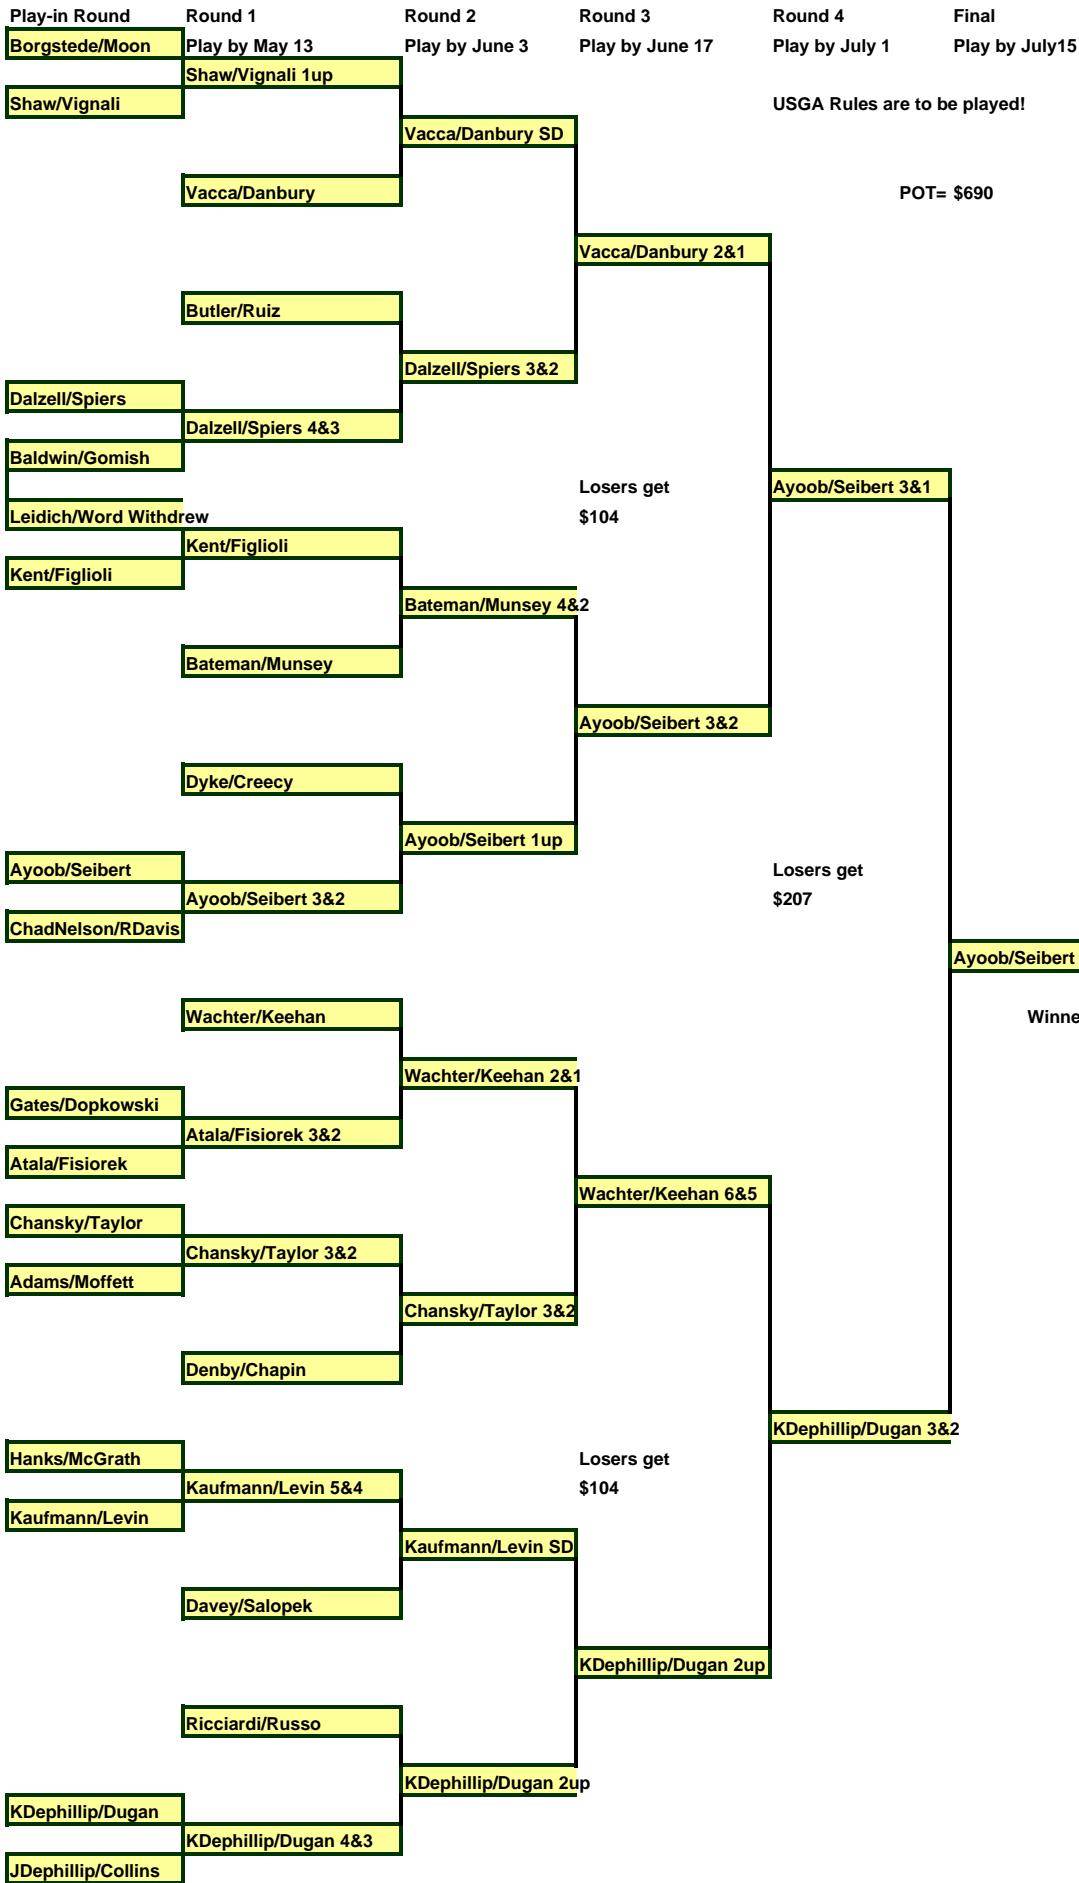 Play-in Round Round 1 Round 2 Round 3 Round 4 Final
Borgstede/Moon Play by May 13 Play by June 3 Play by June 17 Play by July 1 Play by July15
Shaw/Vignali 1up
Shaw/Vignali USGA Rules are to be played!
Vacca/Danbury SD
Vacca/Danbury POT= $690
Vacca/Danbury 2&1
Butler/Ruiz
Dalzell/Spiers 3&2
Dalzell/Spiers
Dalzell/Spiers 4&3
Baldwin/Gomish
Losers get Ayoob/Seibert 3&1
Leidich/Word Withdrew $104
Kent/Figlioli
Kent/Figlioli
Bateman/Munsey 4&2
Bateman/Munsey
Ayoob/Seibert 3&2
Dyke/Creecy
Ayoob/Seibert 1up
Ayoob/Seibert Losers get
Ayoob/Seibert 3&2 $207
ChadNelson/RDavis
Ayoob/Seibert
Wachter/Keehan Winne
Wachter/Keehan 2&1
Gates/Dopkowski
Atala/Fisiorek 3&2
Atala/Fisiorek
Wachter/Keehan 6&5
Chansky/Taylor
Chansky/Taylor 3&2
Adams/Moffett
Chansky/Taylor 3&2
Denby/Chapin
KDephillip/Dugan 3&2
Hanks/McGrath Losers get
Kaufmann/Levin 5&4 $104
Kaufmann/Levin
Kaufmann/Levin SD
Davey/Salopek
KDephillip/Dugan 2up
Ricciardi/Russo
KDephillip/Dugan 2up
KDephillip/Dugan
KDephillip/Dugan 4&3
JDephillip/Collins